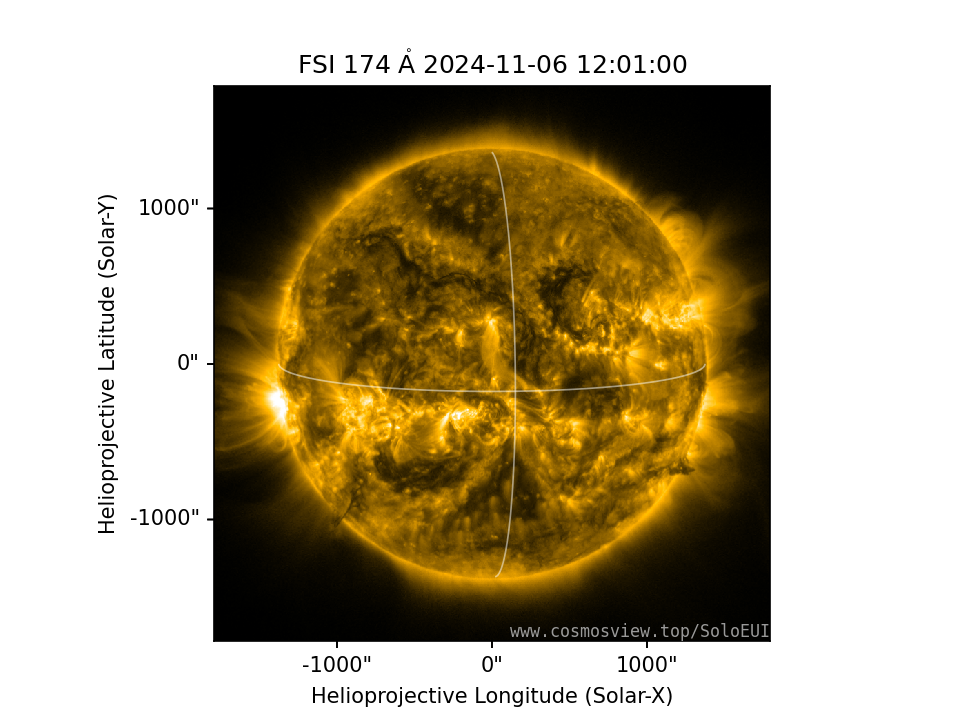 FSI 174 Å 2024-11-06 12:01:00
Helioprojective Latitude (Solar-Y)
1000"
0"
-1000"
www.cosmosview.top/SoloEUI
-1000" 0" 1000"
Helioprojective Longitude (Solar-X)